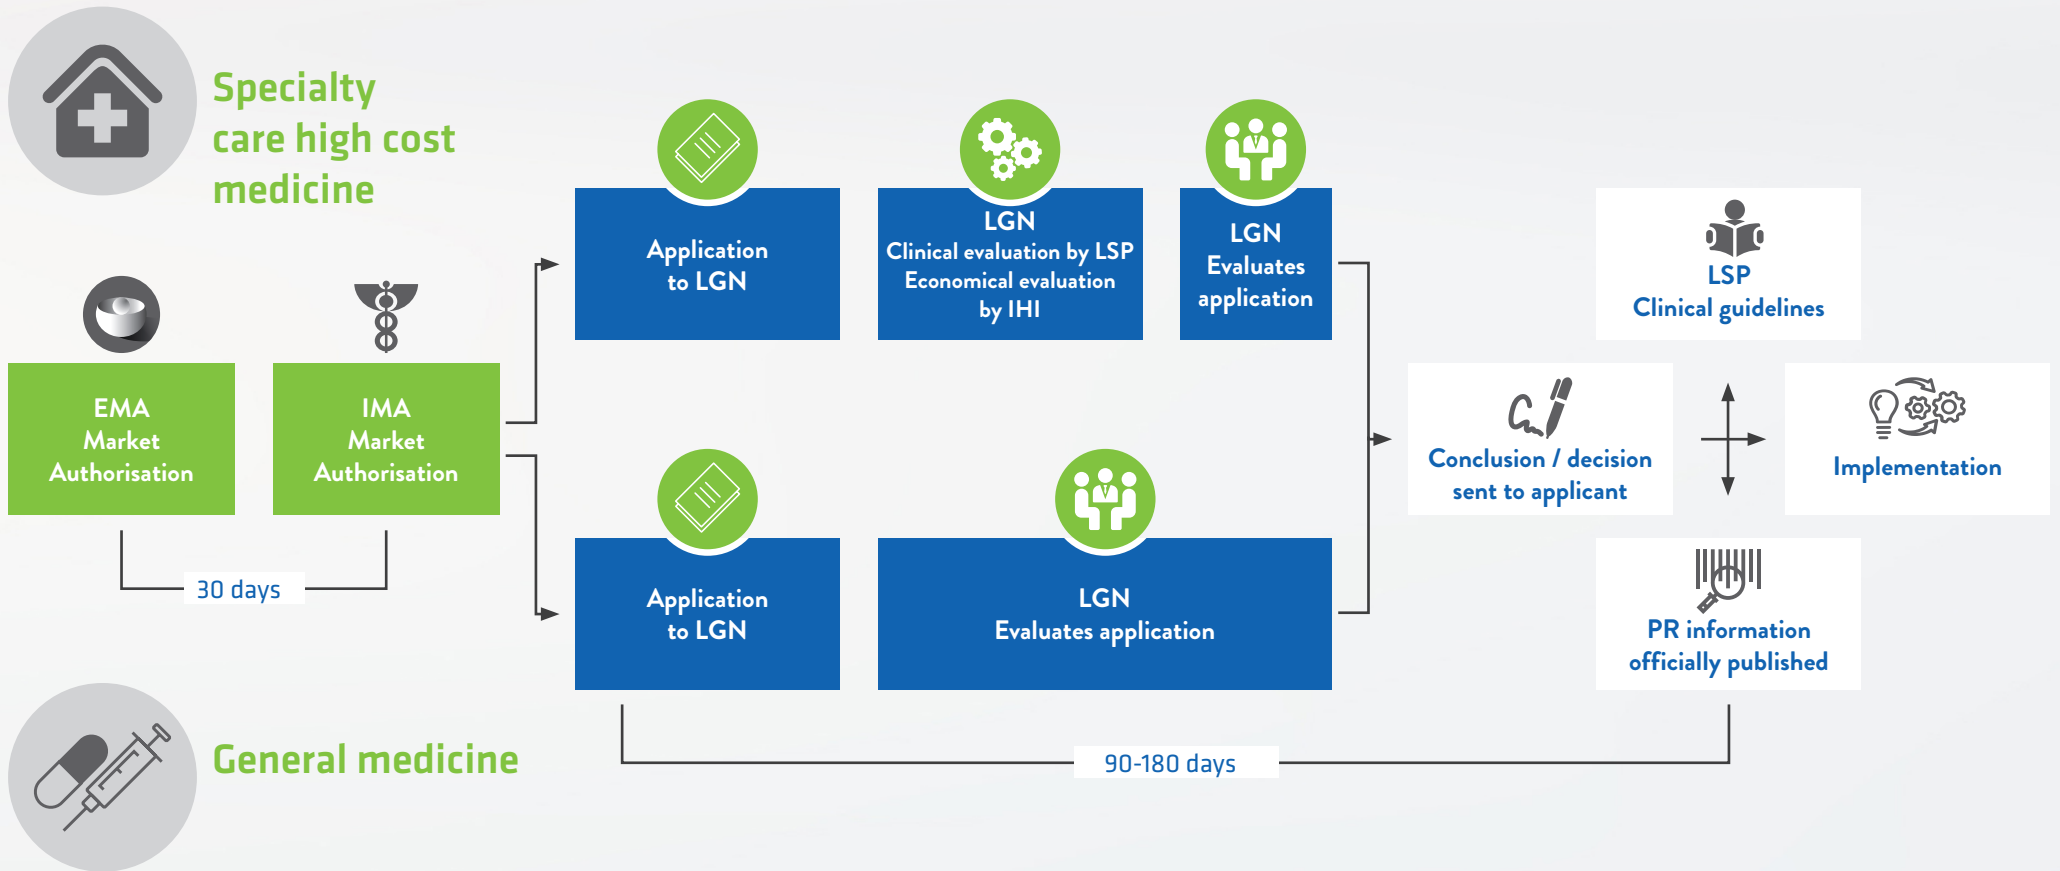 Specialty
care high cost
medicine
EMA
Market
Authorisation
IMA
Market
Authorisation
30 days
Application
to LGN
LGN
Clinical evaluation by LSP
Economical evaluation
by IHI
LGN
Evaluates
application
Application
to LGN
LGN
Evaluates application
Conclusion / decision
sent to applicant
LSP
Clinical guidelines
Implementation
PR information
officially published
90-180 days
General medicine